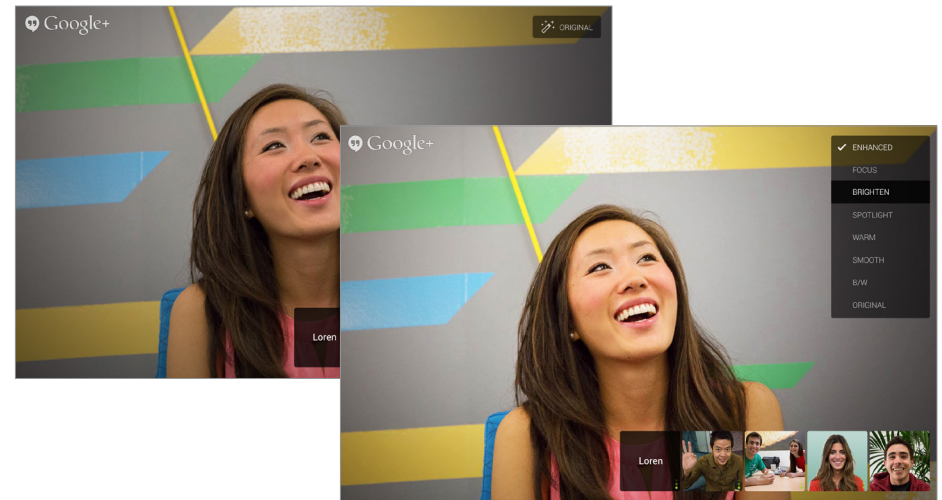 Google+
ORIGINAL
Loren
Google+
ENHANCED
FOCUS
BRIGHTEN
SPOTLIGHT
WARM
SMOOTH
B/W
ORIGINAL
Loren